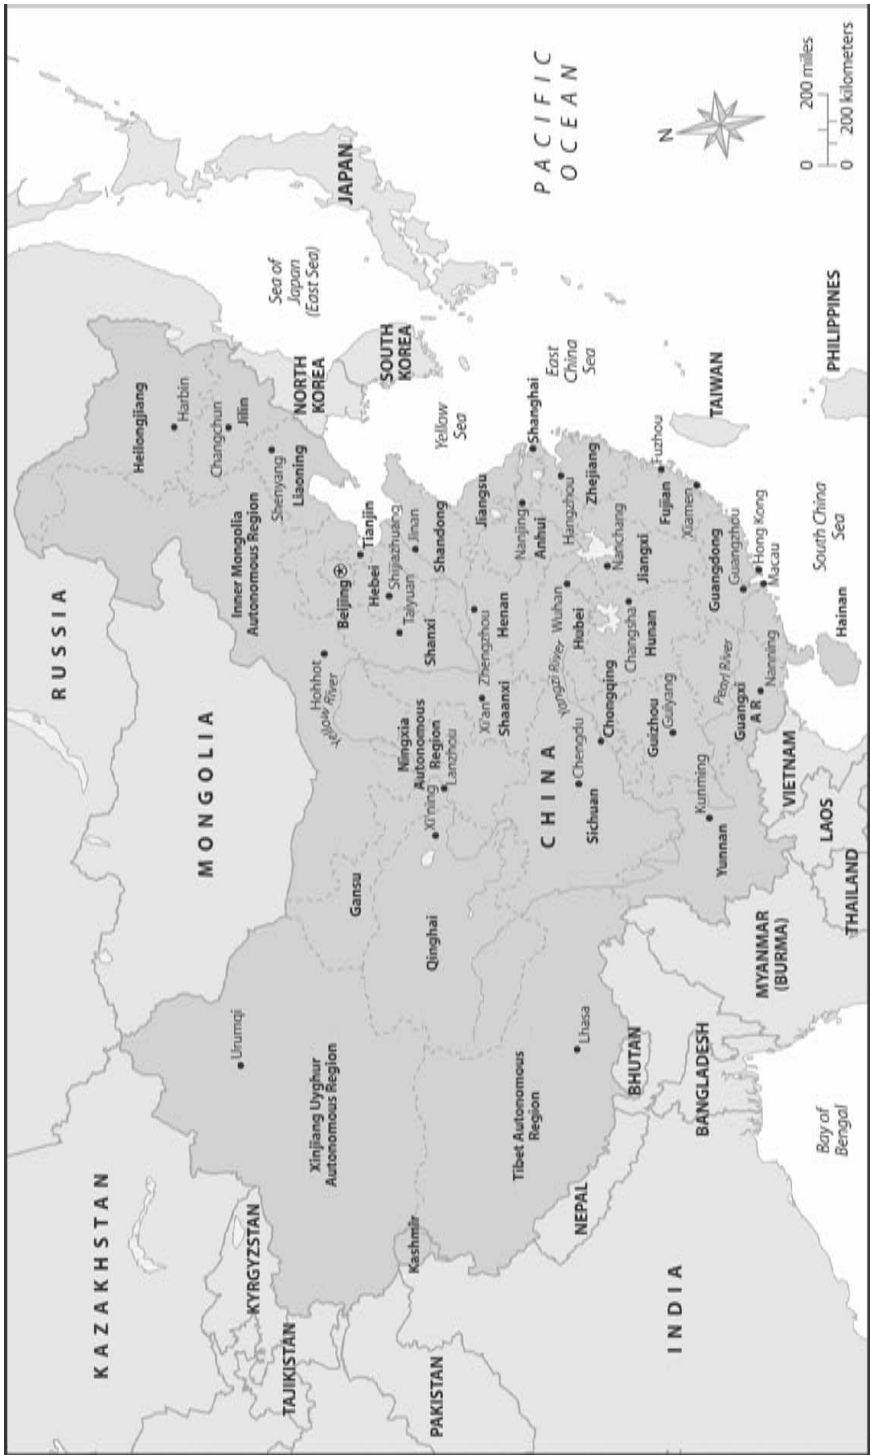 RUSSIA
KAZAKHSTAN
MONGOLIA
KYRGYZSTAN
TAJIKISTAN
PAKISTAN
Kashmir
INDIA
NEPAL
BHUTAN
BANGLADESH
Bay of
Bengal
MYANMAR
(BURMA)
THAILAND
LAOS
VIETNAM
CHINA
Xinjiang Uyghur
Autonomous Region
Urumqi
Tibet Autonomous
Region
Lhasa
Qinghai
Xi'ning
Gansu
Lanzhou
Ningxia
Autonomous
Region
Inner Mongolia
Autonomous Region
Hohhot
Yellow River
Heilongjiang
Harbin
Changchun
Jilin
Shenyang
Liaoning
Beijing
Tianjin
Hebei
Shijiazhuang
Taiyuan
Shanxi
Jinan
Shandong
Zhengzhou
Henan
Xi'an
Shaanxi
Jiangsu
Nanjing
Anhui
Shanghai
Hangzhou
Zhejiang
Wuhan
Hubei
Yangzi River
Chongqing
Chengdu
Sichuan
Changsha
Hunan
Nanchang
Jiangxi
Fuzhou
Fujian
Xiamen
Guizhou
Guiyang
Kunming
Yunnan
Pearl River
Guangxi
A R
Nanning
Guangdong
Guangzhou
Hong Kong
Macau
Hainan
South China
Sea
TAIWAN
PHILIPPINES
East
China
Sea
Yellow
Sea
NORTH
KOREA
SOUTH
KOREA
Sea of
Japan
(East Sea)
JAPAN
PACIFIC
OCEAN
N
0 200 miles
0 200 kilometers